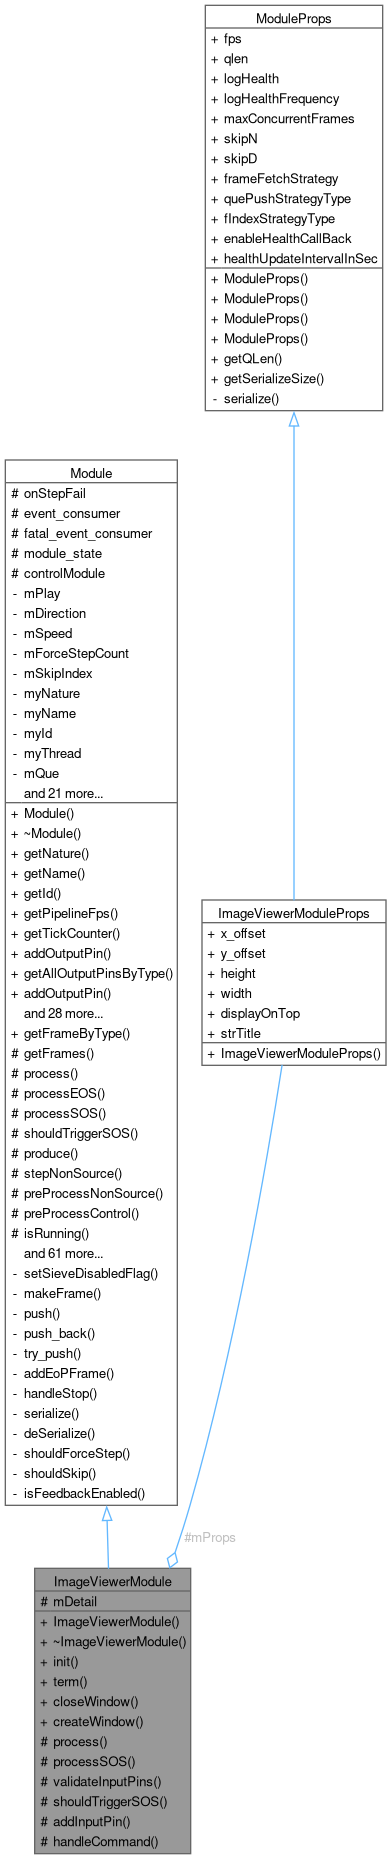 ModuleProps
+ fps
+ qlen
+ logHealth
+ logHealthFrequency
+ maxConcurrentFrames
+ skipN
+ skipD
+ frameFetchStrategy
+ quePushStrategyType
+ fIndexStrategyType
+ enableHealthCallBack
+ healthUpdateIntervalInSec
+ ModuleProps()
+ ModuleProps()
+ ModuleProps()
+ ModuleProps()
+ getQLen()
+ getSerializeSize()
- serialize()
Module
# onStepFail
# event_consumer
# fatal_event_consumer
# module_state
# controlModule
- mPlay
- mDirection
- mSpeed
- mForceStepCount
- mSkipIndex
- myNature
- myName
- myId
- myThread
- mQue
and 21 more...
+ Module()
+ ~Module()
+ getNature()
+ getName()
+ getId()
+ getPipelineFps()
+ getTickCounter()
+ addOutputPin()
+ getAllOutputPinsByType()
+ addOutputPin()
and 28 more...
+ getFrameByType()
# getFrames()
# process()
# processEOS()
# processSOS()
# shouldTriggerSOS()
# produce()
# stepNonSource()
# preProcessNonSource()
# preProcessControl()
# isRunning()
and 61 more...
- setSieveDisabledFlag()
- makeFrame()
- push()
- push_back()
- try_push()
- addEoPFrame()
- handleStop()
- serialize()
- deSerialize()
- shouldForceStep()
- shouldSkip()
- isFeedbackEnabled()
ImageViewerModuleProps
+ x_offset
+ y_offset
+ height
+ width
+ displayOnTop
+ strTitle
+ ImageViewerModuleProps()
#mProps
ImageViewerModule
# mDetail
+ ImageViewerModule()
+ ~ImageViewerModule()
+ init()
+ term()
+ closeWindow()
+ createWindow()
# process()
# processSOS()
# validateInputPins()
# shouldTriggerSOS()
# addInputPin()
# handleCommand()